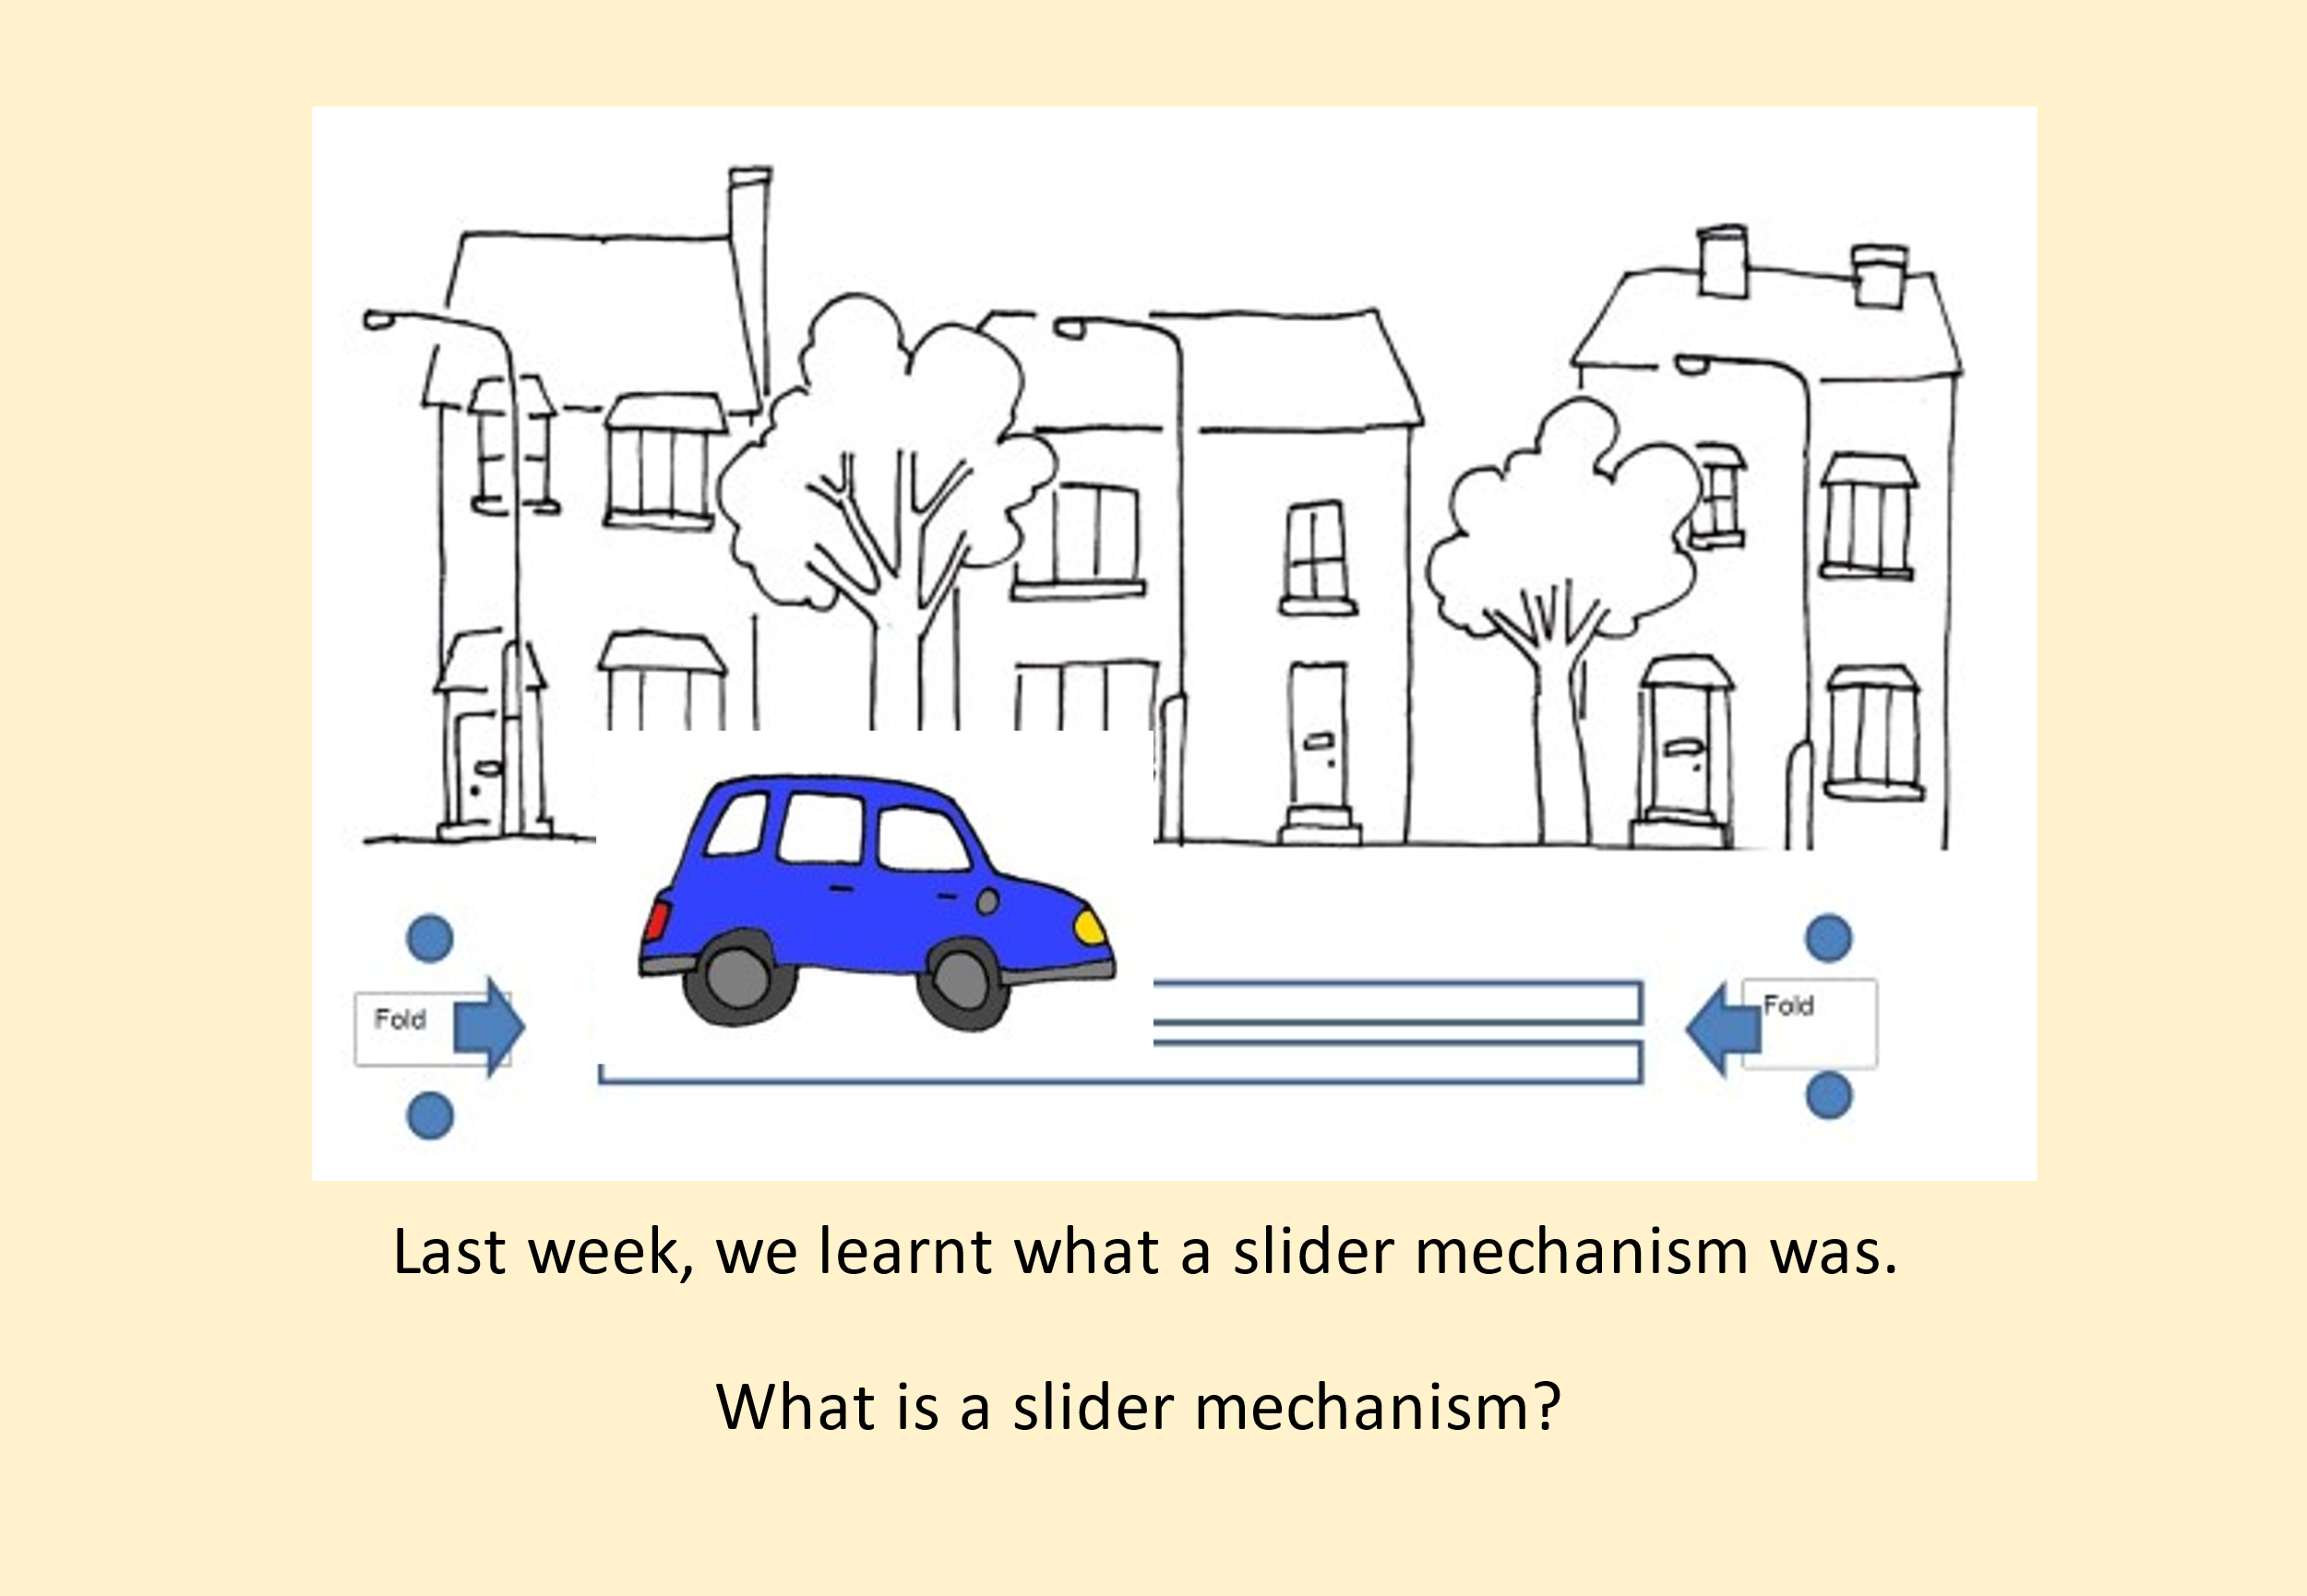 Fold
Fold
Last week, we learnt what a slider mechanism was.
What is a slider mechanism?